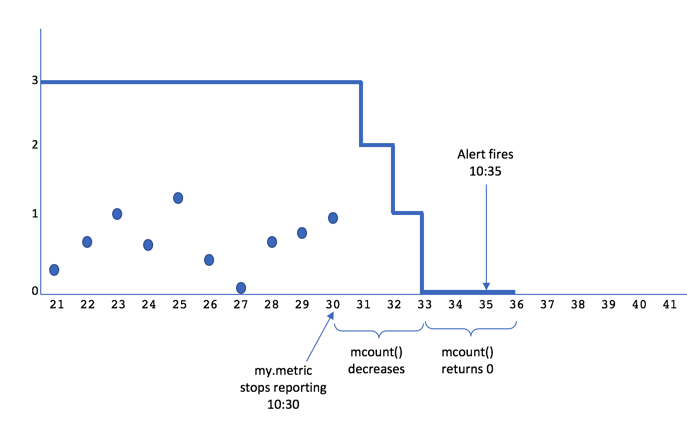 3
2
1
0
Alert fires
10:35
21 22 23 24 25 26 27 28 29 30 31 32 33 34 35 36 37 38 39 40 41
my.metric
stops reporting
10:30
mcount()
decreases
mcount()
returns 0